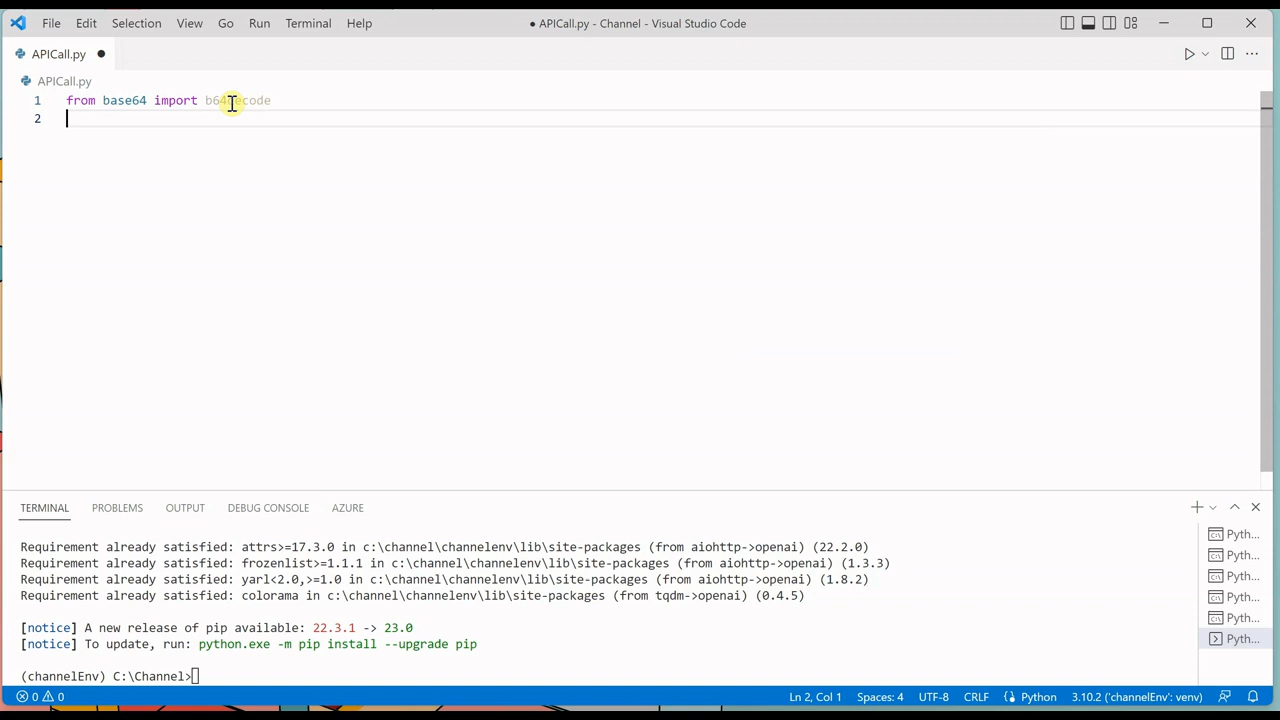 File Edit Selection View Go Run Terminal Help ● APICall.py - Channel - Visual Studio Code
APICall.py ●
APICall.py
1 from base64 import
2
TERMINAL PROBLEMS OUTPUT DEBUG CONSOLE AZURE
Requirement already satisfied: attrs>=17.3.0 in c:\channel\channelenv\lib\site-packages (from aiohttp->openai) (22.2.0)
Requirement already satisfied: frozenlist>=1.1.1 in c:\channel\channelenv\lib\site-packages (from aiohttp->openai) (1.3.3)
Requirement already satisfied: yarl<2.0,>=1.0 in c:\channel\channelenv\lib\site-packages (from aiohttp->openai) (1.8.2)
Requirement already satisfied: colorama in c:\channel\channelenv\lib\site-packages (from tqdm->openai) (0.4.5)
[notice] A new release of pip available: 22.3.1 -> 23.0
[notice] To update, run: python.exe -m pip install --upgrade pip
(channelEnv) C:\Channel>
Pyth...
Pyth...
Pyth...
Pyth...
Pyth...
Pyth...
0 0 Ln 2, Col 1 Spaces: 4 UTF-8 CRLF Python 3.10.2 ('channelEnv': venv)